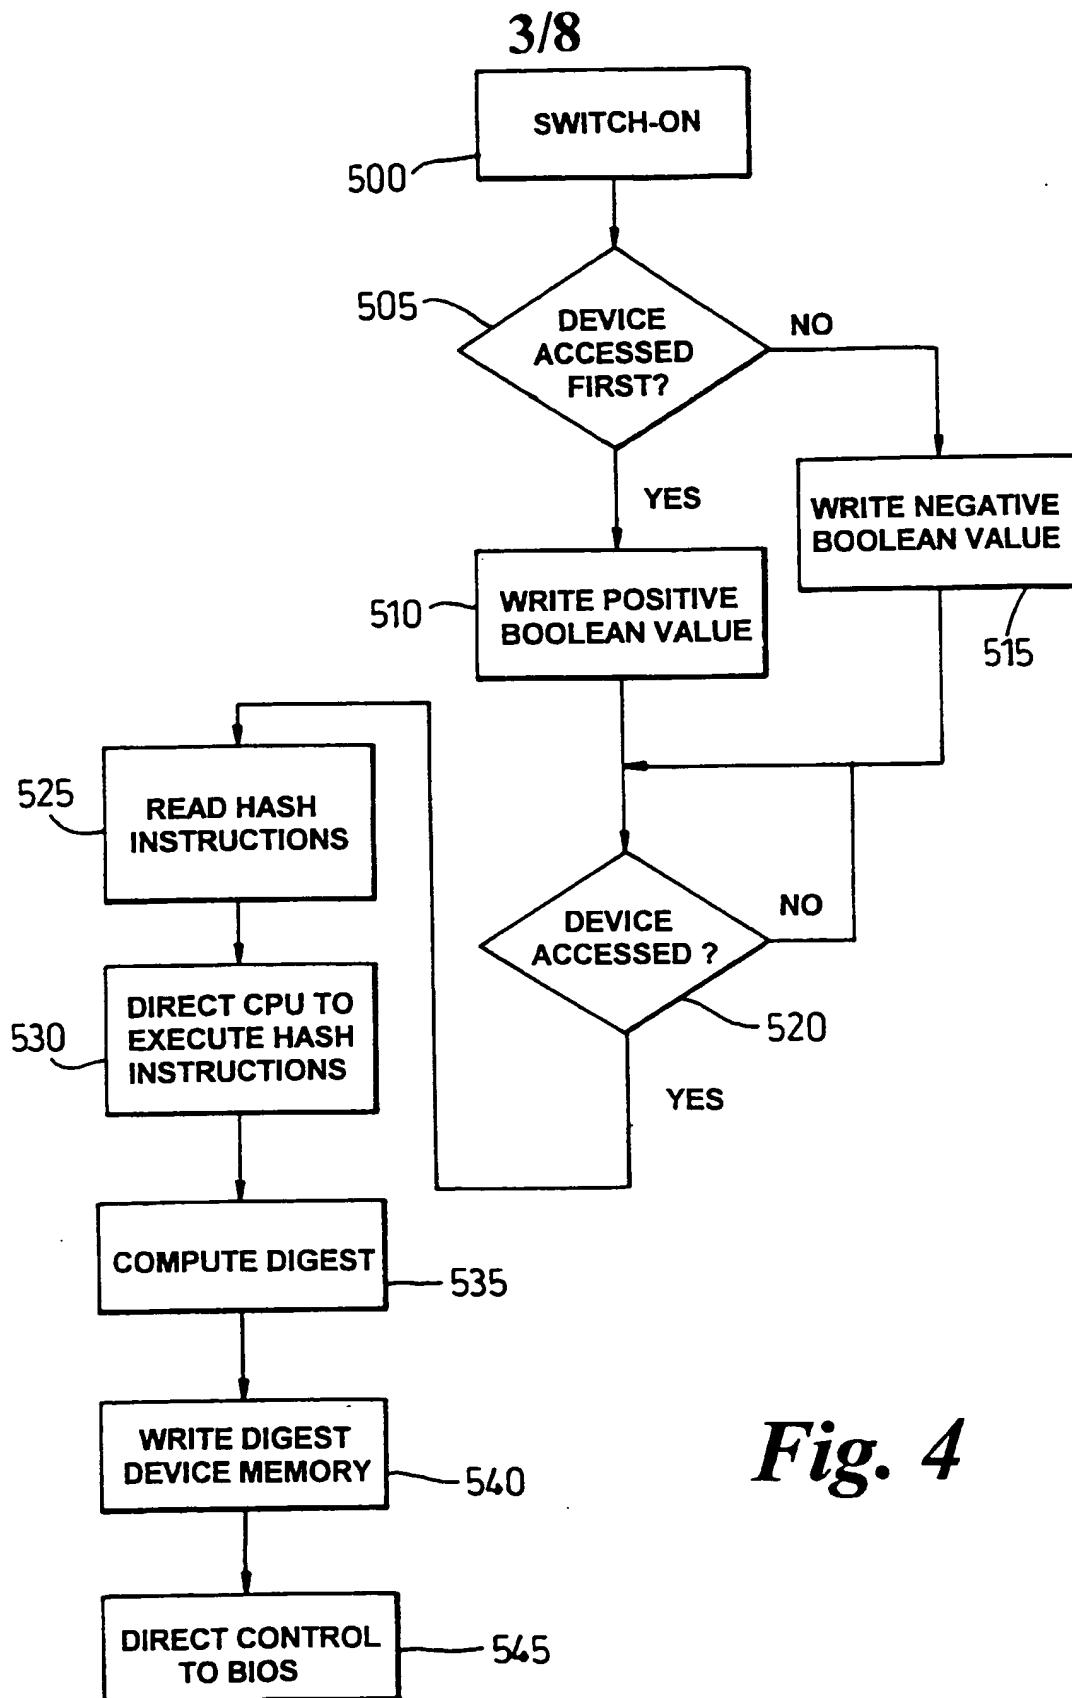 3/8
SWITCH-ON
500
505
DEVICE
ACCESSED
FIRST?
NO
YES
WRITE NEGATIVE
BOOLEAN VALUE
515
510
WRITE POSITIVE
BOOLEAN VALUE
525
READ HASH
INSTRUCTIONS
DEVICE
ACCESSED ?
NO
520
YES
530
DIRECT CPU TO
EXECUTE HASH
INSTRUCTIONS
COMPUTE DIGEST
535
WRITE DIGEST
DEVICE MEMORY
540
DIRECT CONTROL
TO BIOS
545
Fig. 4